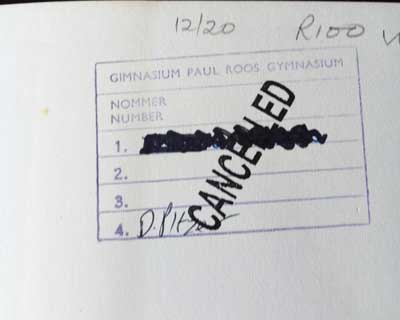 12/20 R100
GIMNASIUM PAUL ROOS GYMNASIUM
NOMMER
NUMBER
1.
2.
3.
4. D.
CANCELLED